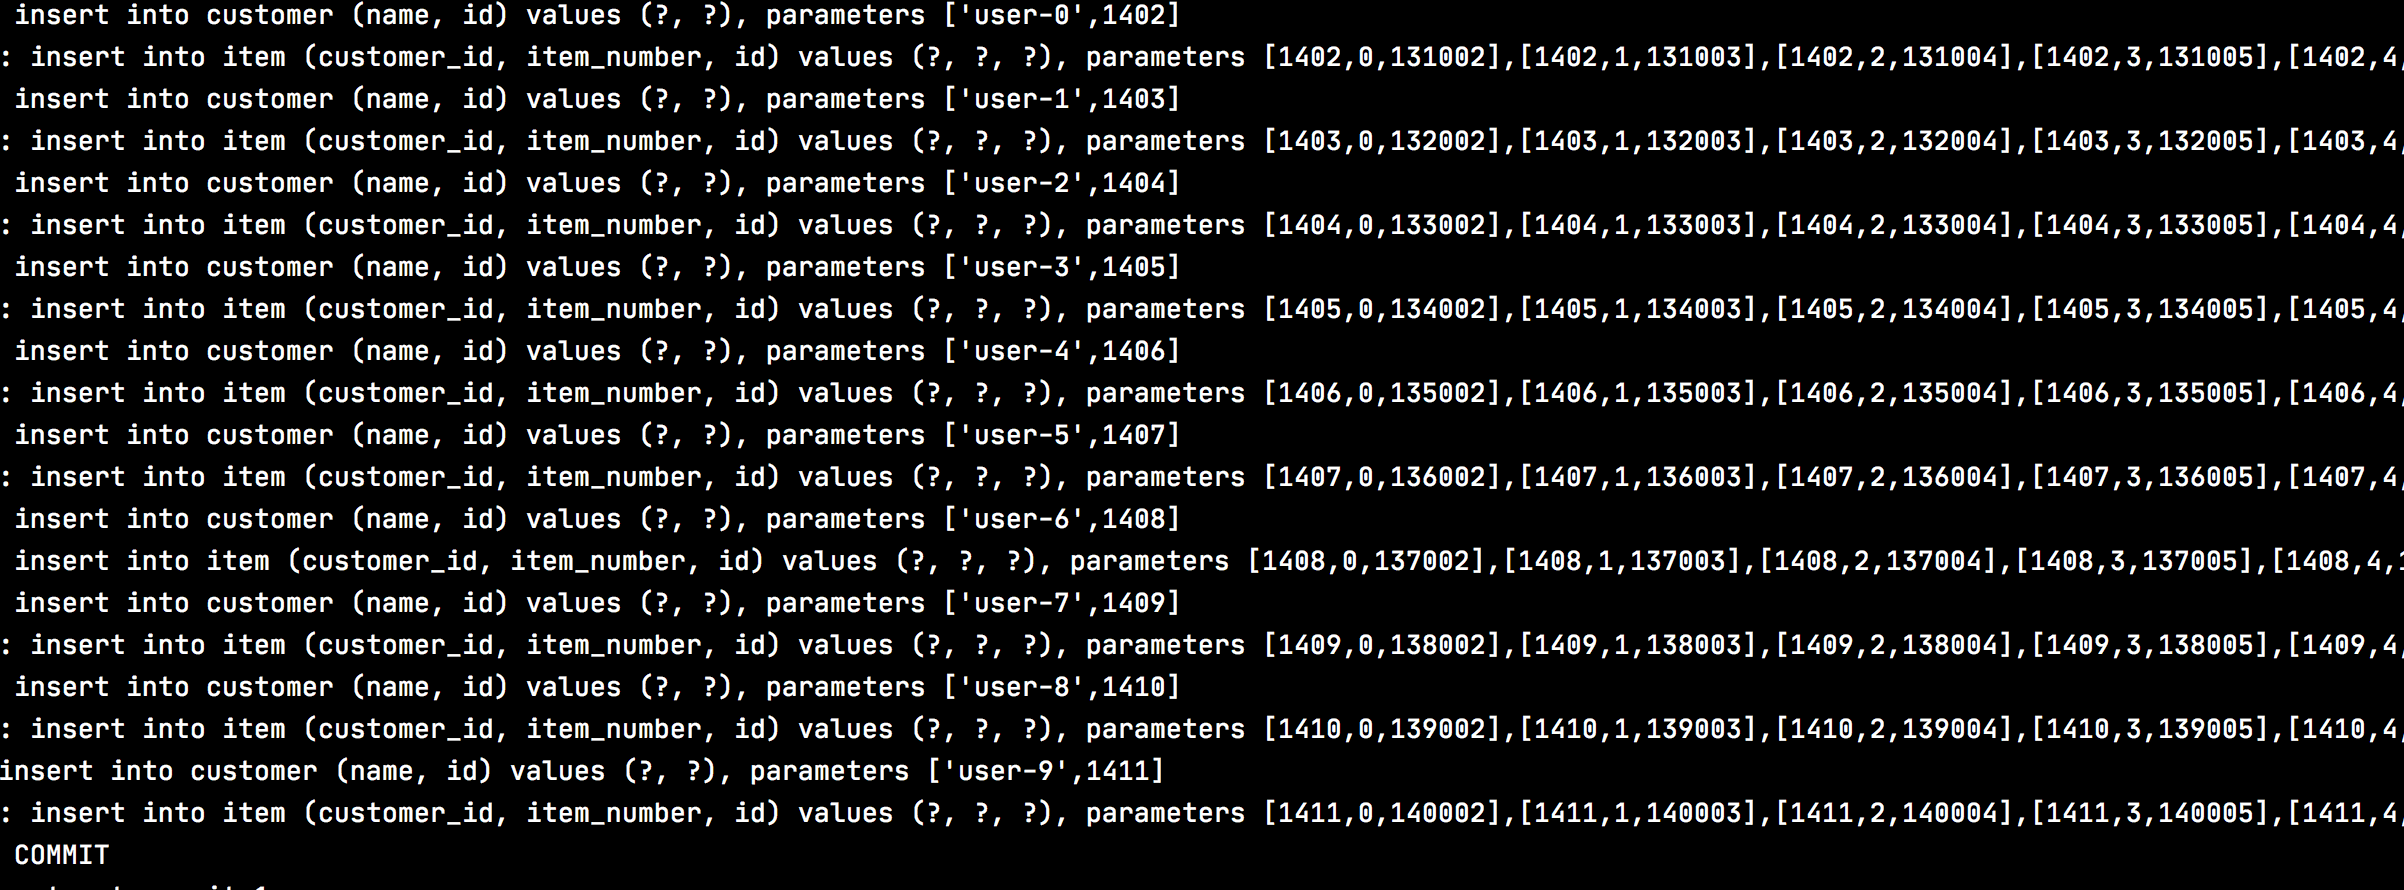 insert into customer (name, id) values (?, ?), parameters ['user-0',1402]
: insert into item (customer_id, item_number, id) values (?, ?, ?), parameters [1402,0,131002],[1402,1,131003],[1402,2,131004],[1402,3,131005],[1402,4,
insert into customer (name, id) values (?, ?), parameters ['user-1',1403]
: insert into item (customer_id, item_number, id) values (?, ?, ?), parameters [1403,0,132002],[1403,1,132003],[1403,2,132004],[1403,3,132005],[1403,4,
insert into customer (name, id) values (?, ?), parameters ['user-2',1404]
: insert into item (customer_id, item_number, id) values (?, ?, ?), parameters [1404,0,133002],[1404,1,133003],[1404,2,133004],[1404,3,133005],[1404,4,
insert into customer (name, id) values (?, ?), parameters ['user-3',1405]
: insert into item (customer_id, item_number, id) values (?, ?, ?), parameters [1405,0,134002],[1405,1,134003],[1405,2,134004],[1405,3,134005],[1405,4,
insert into customer (name, id) values (?, ?), parameters ['user-4',1406]
: insert into item (customer_id, item_number, id) values (?, ?, ?), parameters [1406,0,135002],[1406,1,135003],[1406,2,135004],[1406,3,135005],[1406,4,
insert into customer (name, id) values (?, ?), parameters ['user-5',1407]
: insert into item (customer_id, item_number, id) values (?, ?, ?), parameters [1407,0,136002],[1407,1,136003],[1407,2,136004],[1407,3,136005],[1407,4,
insert into customer (name, id) values (?, ?), parameters ['user-6',1408]
insert into item (customer_id, item_number, id) values (?, ?, ?), parameters [1408,0,137002],[1408,1,137003],[1408,2,137004],[1408,3,137005],[1408,4,1
insert into customer (name, id) values (?, ?), parameters ['user-7',1409]
: insert into item (customer_id, item_number, id) values (?, ?, ?), parameters [1409,0,138002],[1409,1,138003],[1409,2,138004],[1409,3,138005],[1409,4,
insert into customer (name, id) values (?, ?), parameters ['user-8',1410]
: insert into item (customer_id, item_number, id) values (?, ?, ?), parameters [1410,0,139002],[1410,1,139003],[1410,2,139004],[1410,3,139005],[1410,4,
insert into customer (name, id) values (?, ?), parameters ['user-9',1411]
: insert into item (customer_id, item_number, id) values (?, ?, ?), parameters [1411,0,140002],[1411,1,140003],[1411,2,140004],[1411,3,140005],[1411,4,
COMMIT